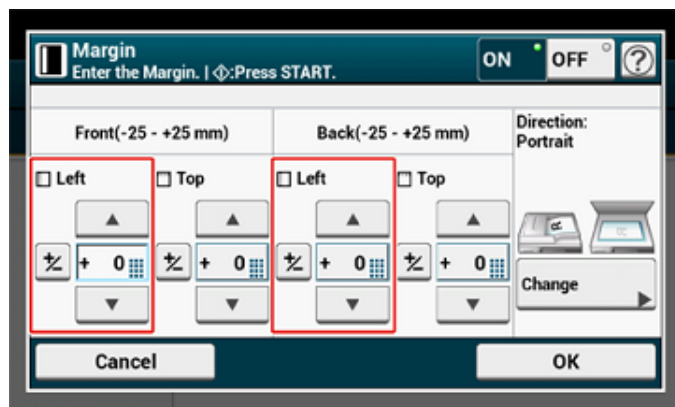 Margin
Enter the Margin. | :Press START.
ON
OFF
?
Front(-25 - +25 mm)
Back(-25 - +25 mm)
Direction:
Portrait
Left
Top
Left
Top
+ 0
+ 0
+ 0
+ 0
Change
Cancel
OK